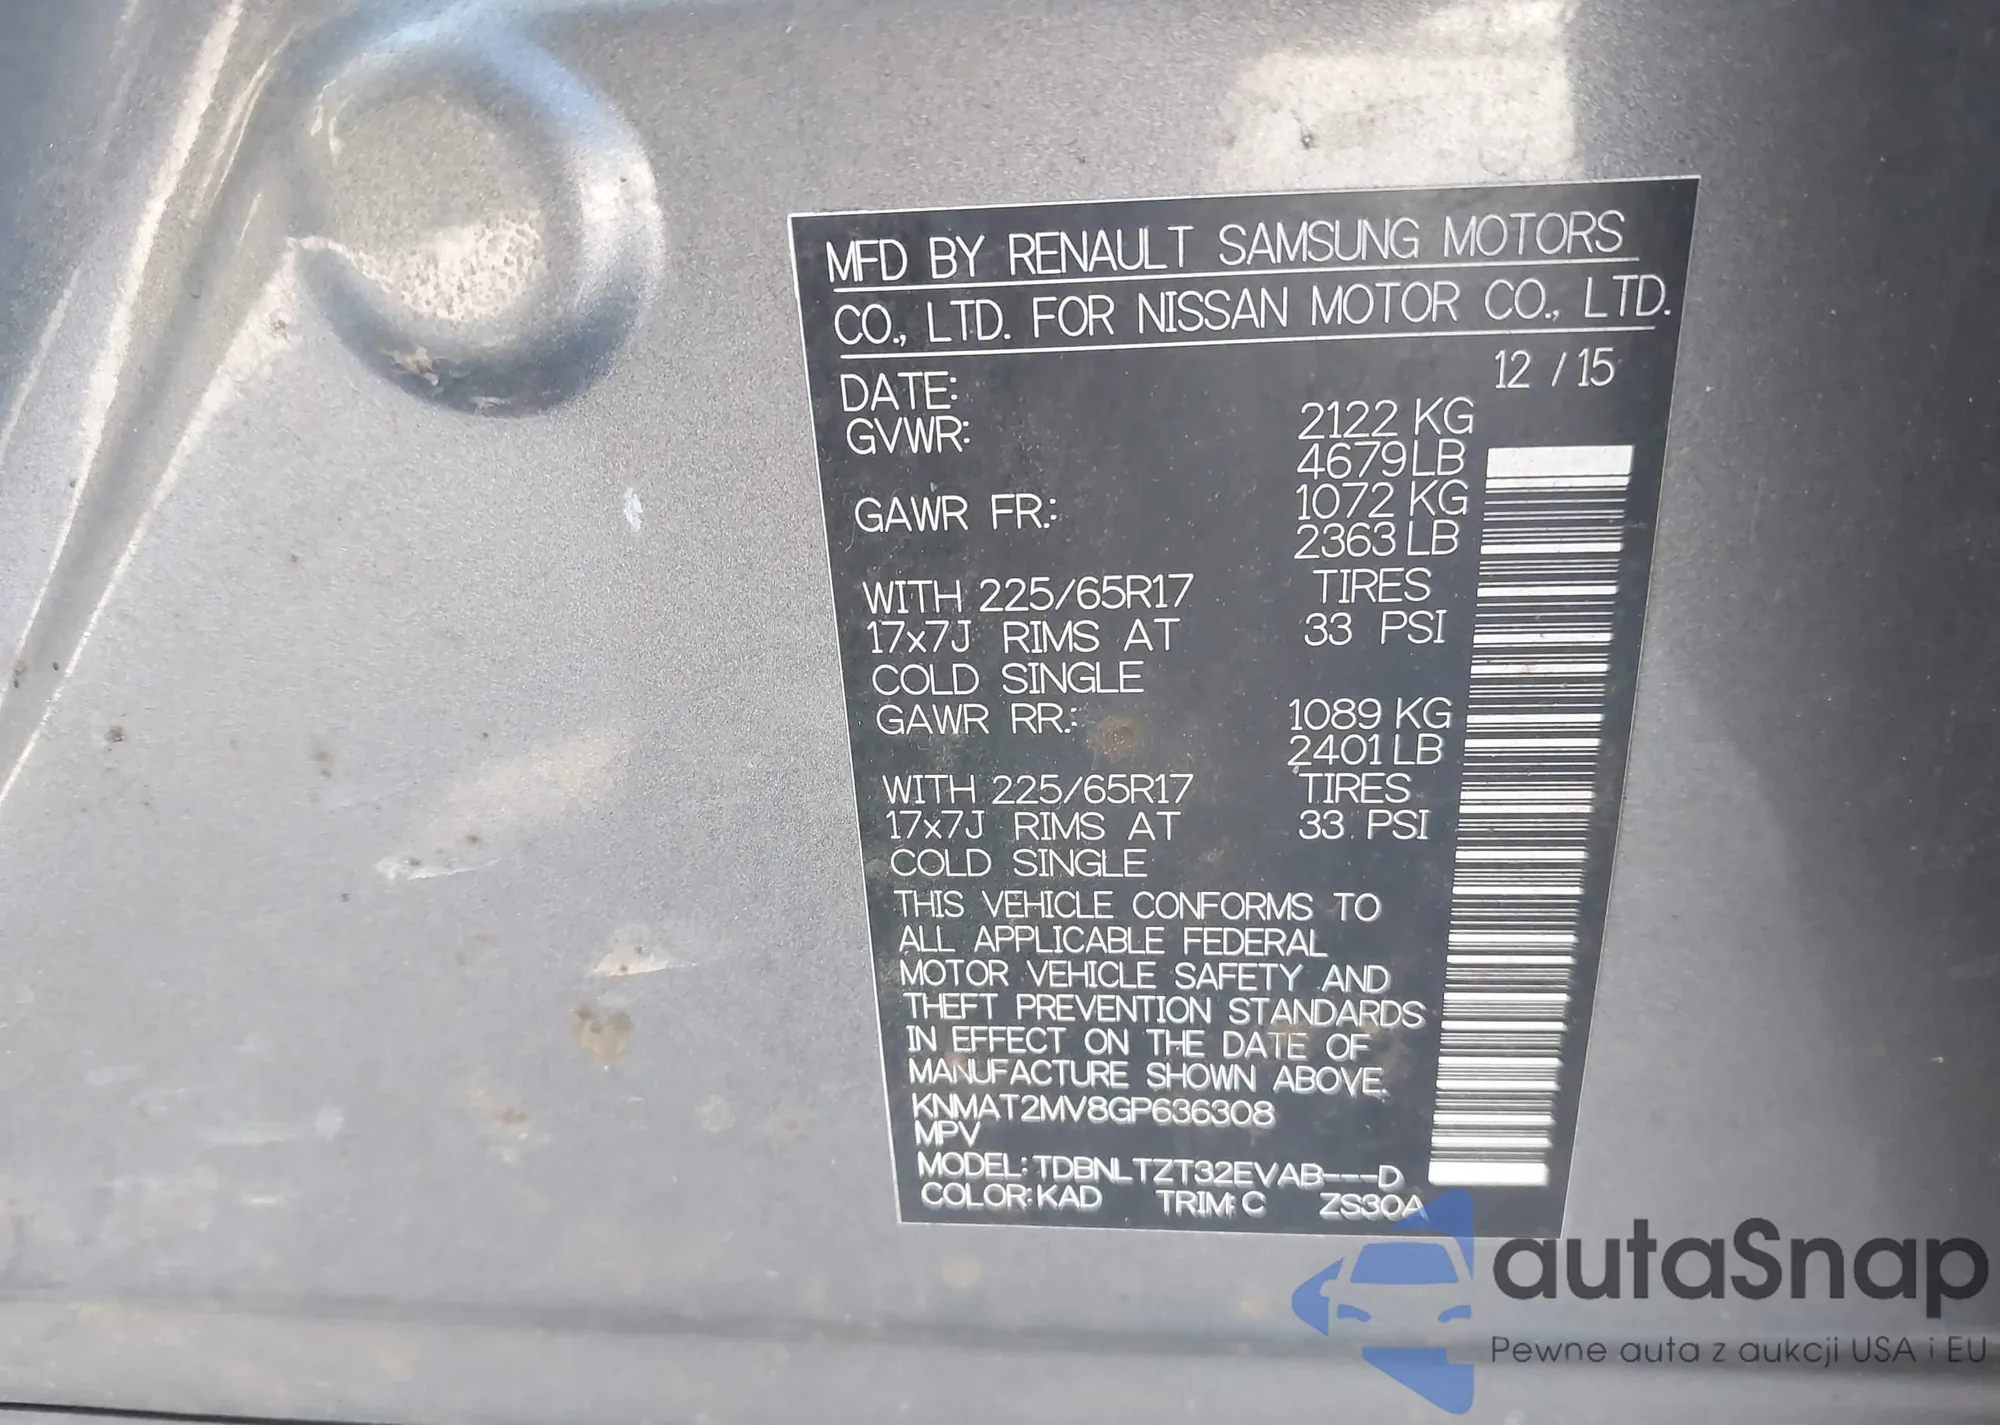 MFD BY RENAULT SAMSUNG MOTORS
CO., LTD. FOR NISSAN MOTOR CO., LTD.
DATE: 12 / 15
GVWR: 2122 KG
4679 LB
GAWR FR.: 1072 KG
2363 LB
WITH 225/65R17 TIRES
17x7J RIMS AT 33 PSI
COLD SINGLE
GAWR RR.: 1089 KG
2401 LB
WITH 225/65R17 TIRES
17x7J RIMS AT 33 PSI
COLD SINGLE
THIS VEHICLE CONFORMS TO
ALL APPLICABLE FEDERAL
MOTOR VEHICLE SAFETY AND
THEFT PREVENTION STANDARDS
IN EFFECT ON THE DATE OF
MANUFACTURE SHOWN ABOVE.
KNMAT2MV8GP636308
MPV
MODEL: TDBNLTZT32EVAB---D
COLOR: KAD TRIM: C ZS30A
autaSnap
Pewne auta z aukcji USA i EU